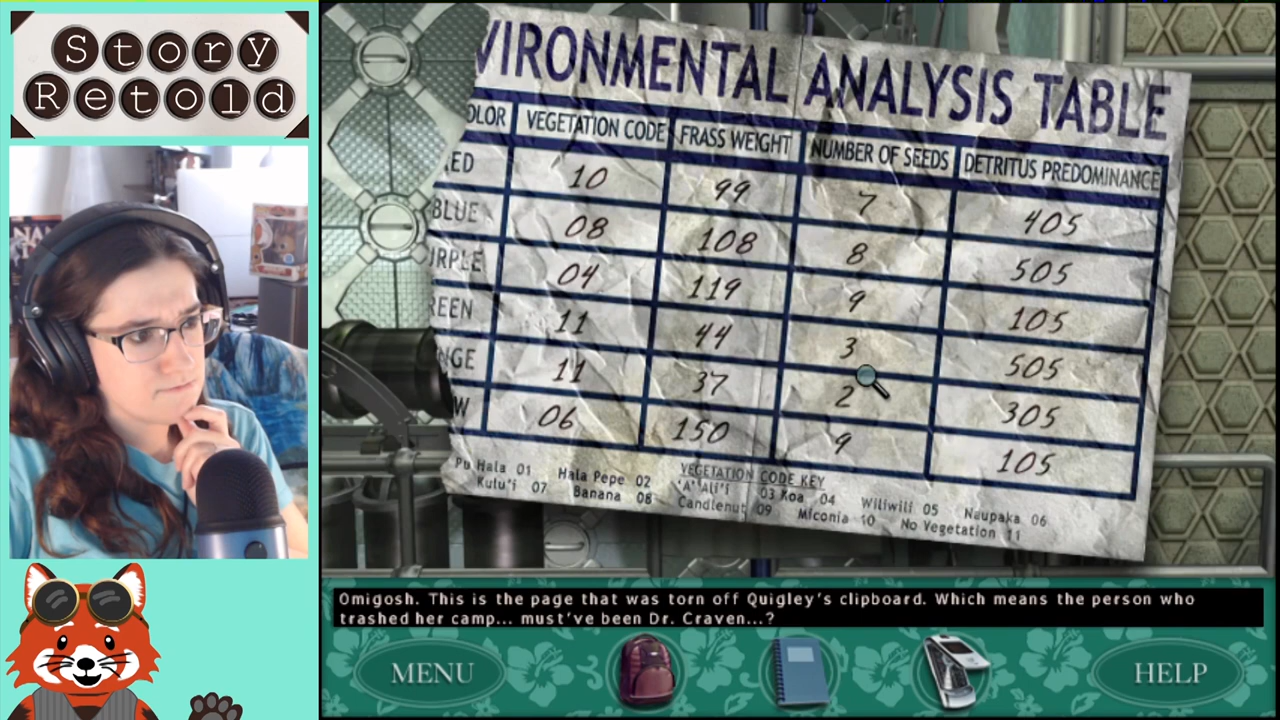 Story
Retold
VIRONMENTAL ANALYSIS TABLE
OLOR VEGETATION CODE FRASS WEIGHT NUMBER OF SEEDS DETRITUS PREDOMINANCE
ED 10 99 7 405
BLUE 08 108 8 505
URPLE 04 119 9 105
REEN 11 44 3 505
NGE 11 37 2 305
W 06 150 9 105
VEGETATION CODE KEY
Pu Hala 01 Hala Pepe 02 'A'Ali'i 03 Koa 04 Wiliwili 05 Naupaka 06
Kului'i 07 Banana 08 Candlenut 09 Miconia 10 No Vegetation 11
Omigosh. This is the page that was torn off Quigley's clipboard. Which means the person who
trashed her camp... must've been Dr. Craven...?
MENU HELP